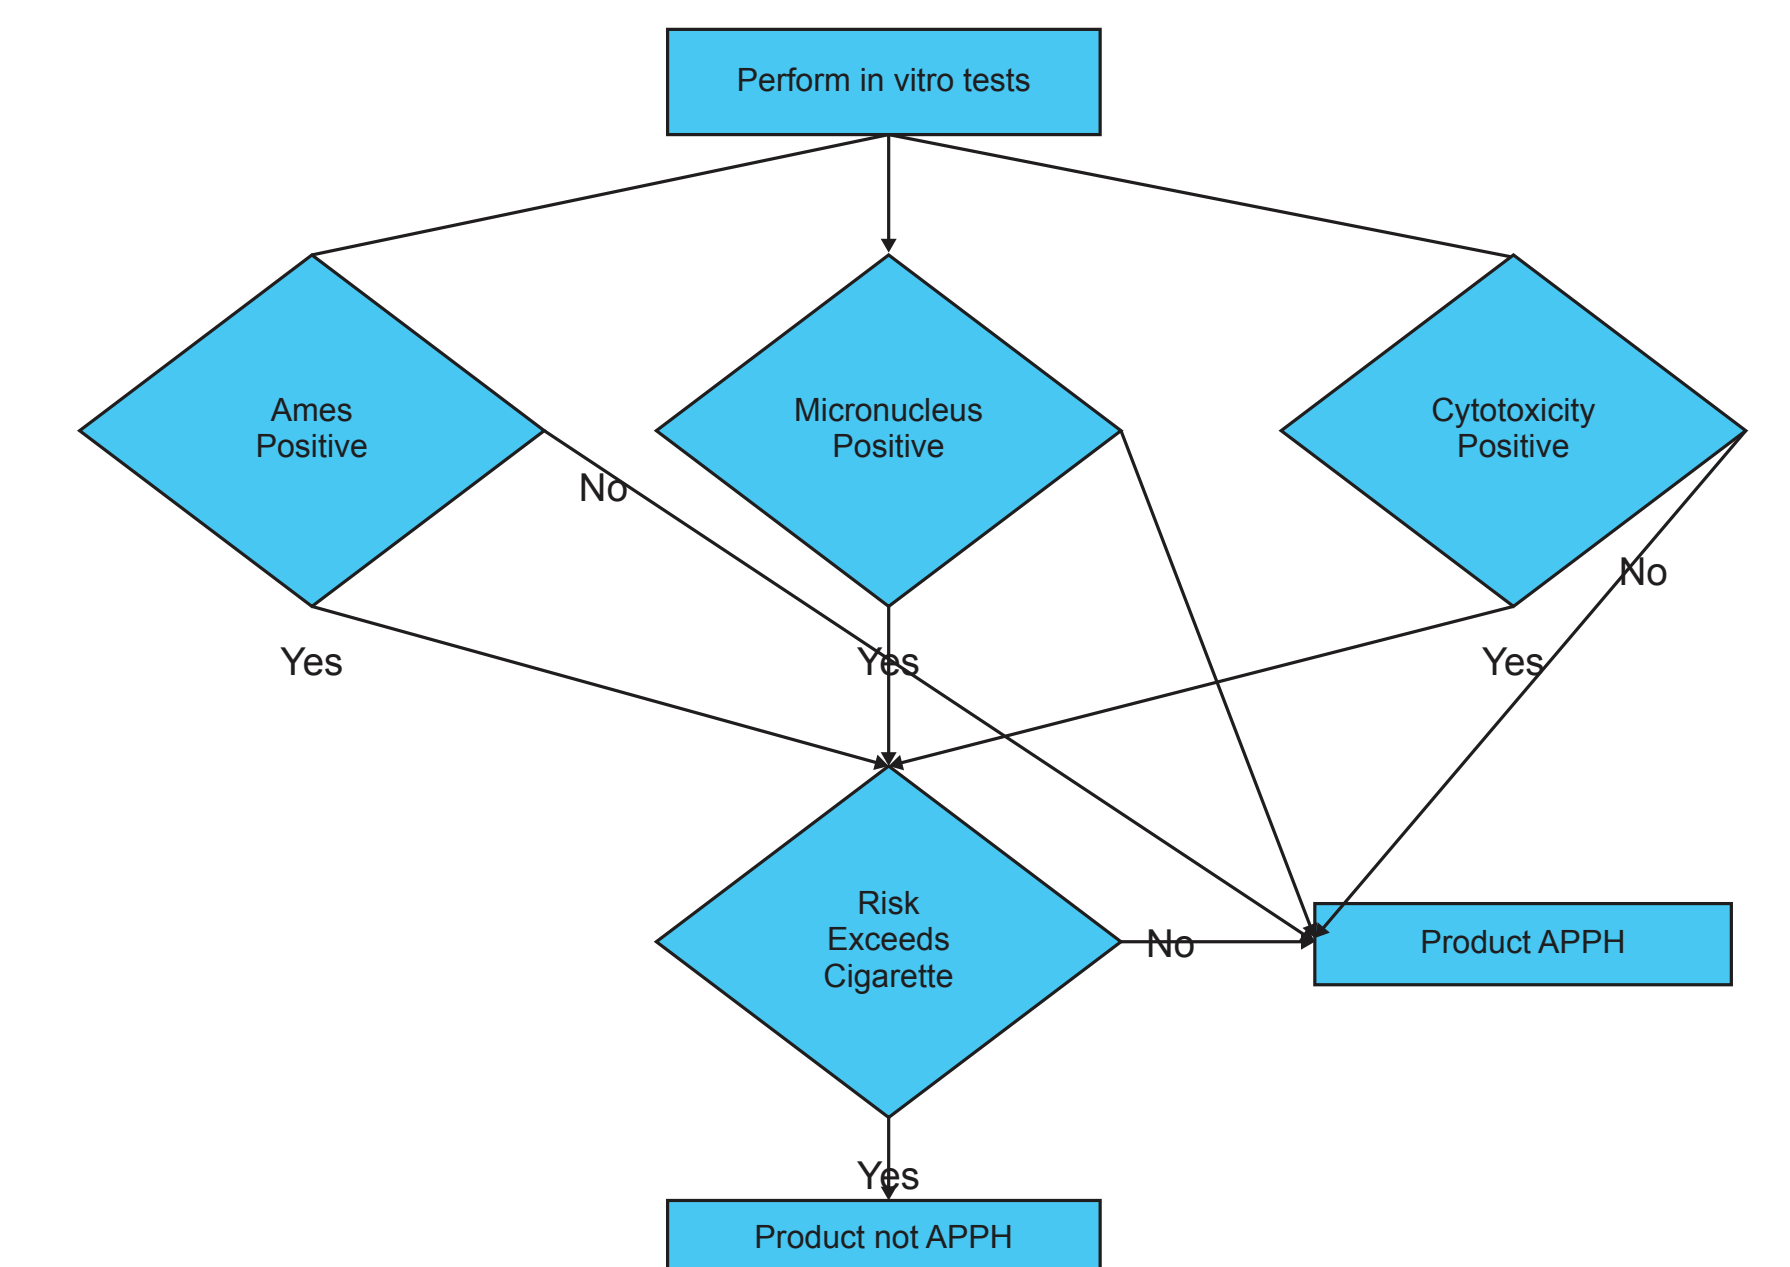 Perform in vitro tests
Ames
Positive
Micronucleus
Positive
Cytotoxicity
Positive
No
No
Yes
Yes
Yes
Risk
Exceeds
Cigarette
No
Product APPH
Yes
Product not APPH